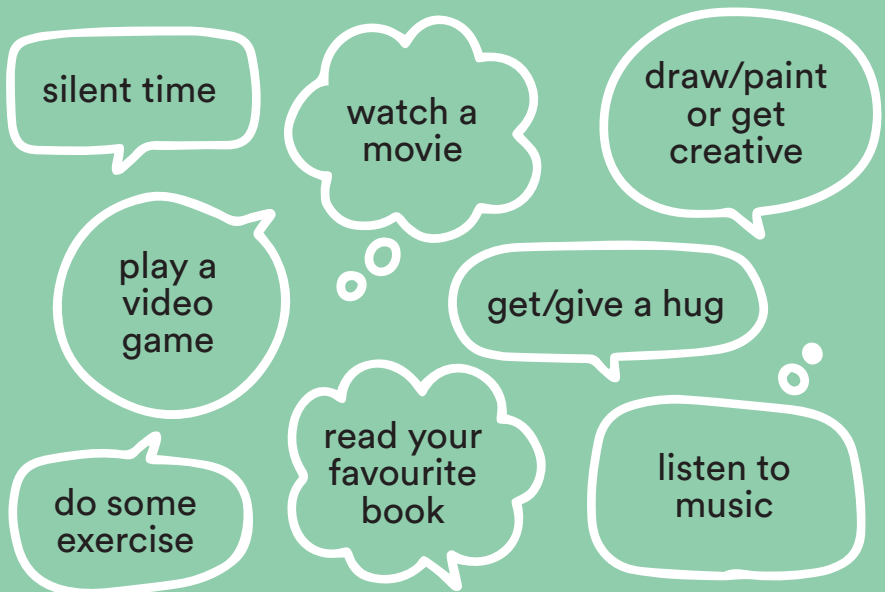 silent time
watch a
movie
draw/paint
or get
creative
play a
video
game
get/give a hug
do some
exercise
read your
favourite
book
listen to
music